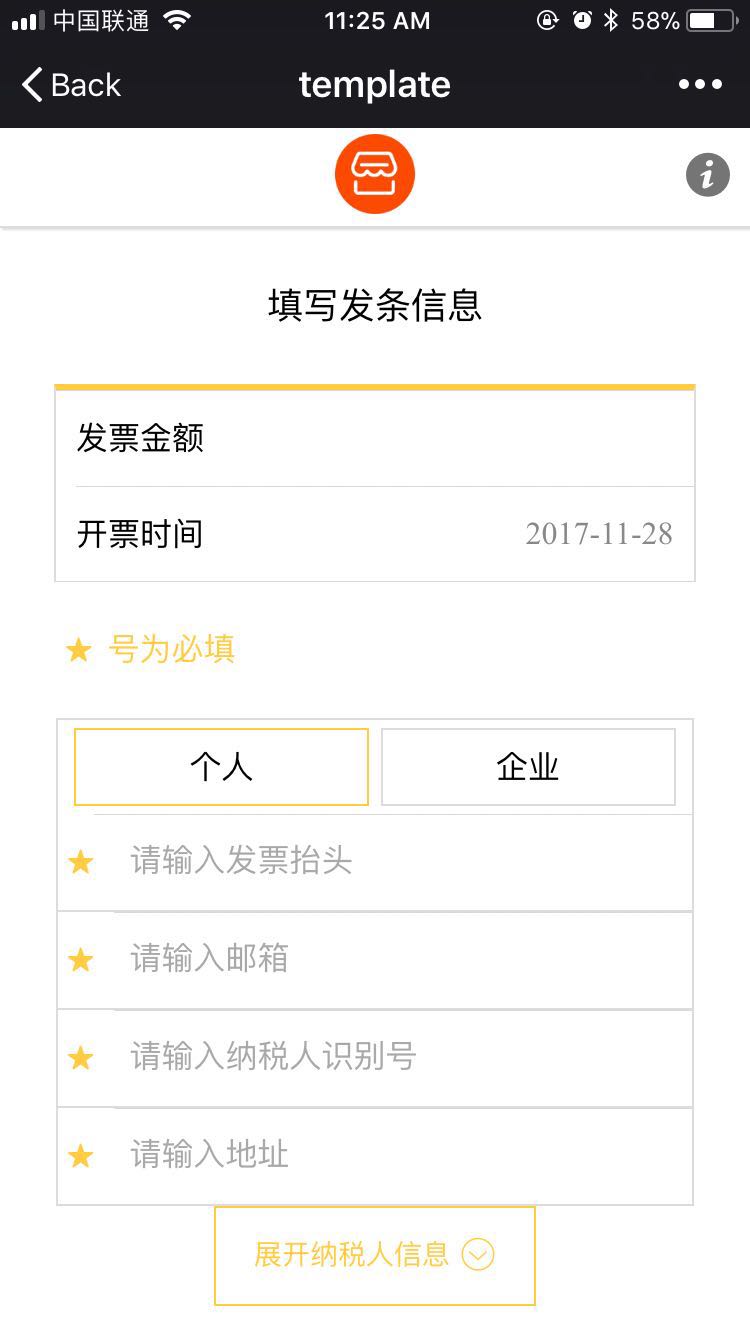 中国联通 11:25 AM 58%
Back template
填写发条信息
发票金额
开票时间 2017-11-28
★ 号为必填
个人 企业
★ 请输入发票抬头
★ 请输入邮箱
★ 请输入纳税人识别号
★ 请输入地址
展开纳税人信息